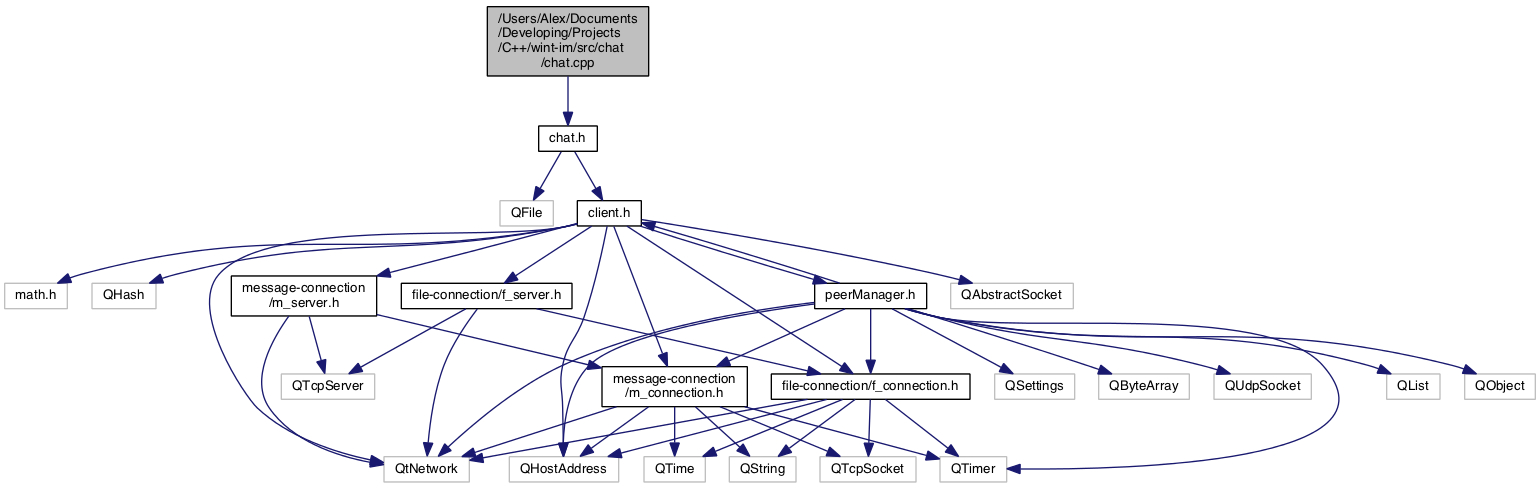 /Users/Alex/Documents
/Developing/Projects
/C++/wint-im/src/chat
/chat.cpp
chat.h
QFile
client.h
math.h
QHash
message-connection
/m_server.h
file-connection/f_server.h
peerManager.h
QAbstractSocket
QTcpServer
message-connection
/m_connection.h
file-connection/f_connection.h
QSettings
QByteArray
QUdpSocket
QList
QObject
QtNetwork
QHostAddress
QTime
QString
QTcpSocket
QTimer